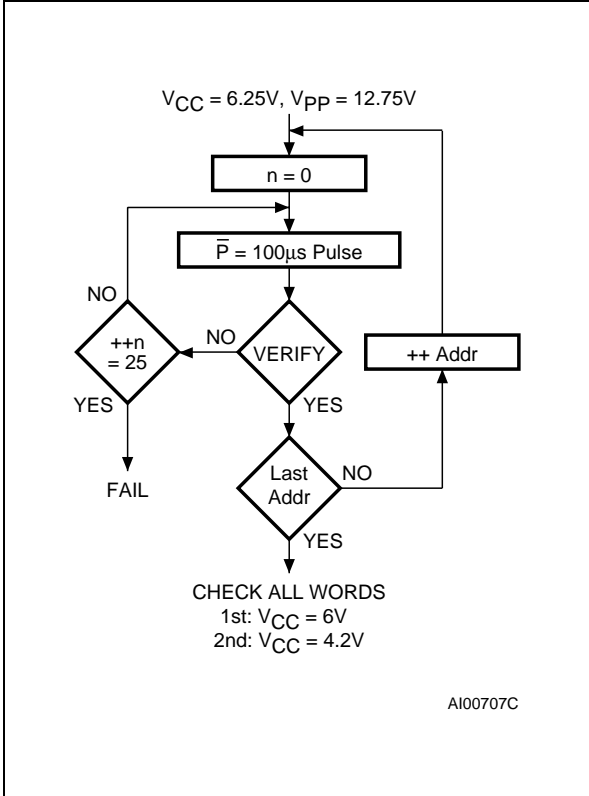 VCC = 6.25V, VPP = 12.75V
n = 0
P̅ = 100μs Pulse
NO
++n
= 25
NO
VERIFY
++ Addr
YES
YES
FAIL
Last
Addr
NO
YES
CHECK ALL WORDS
1st: VCC = 6V
2nd: VCC = 4.2V
AI00707C